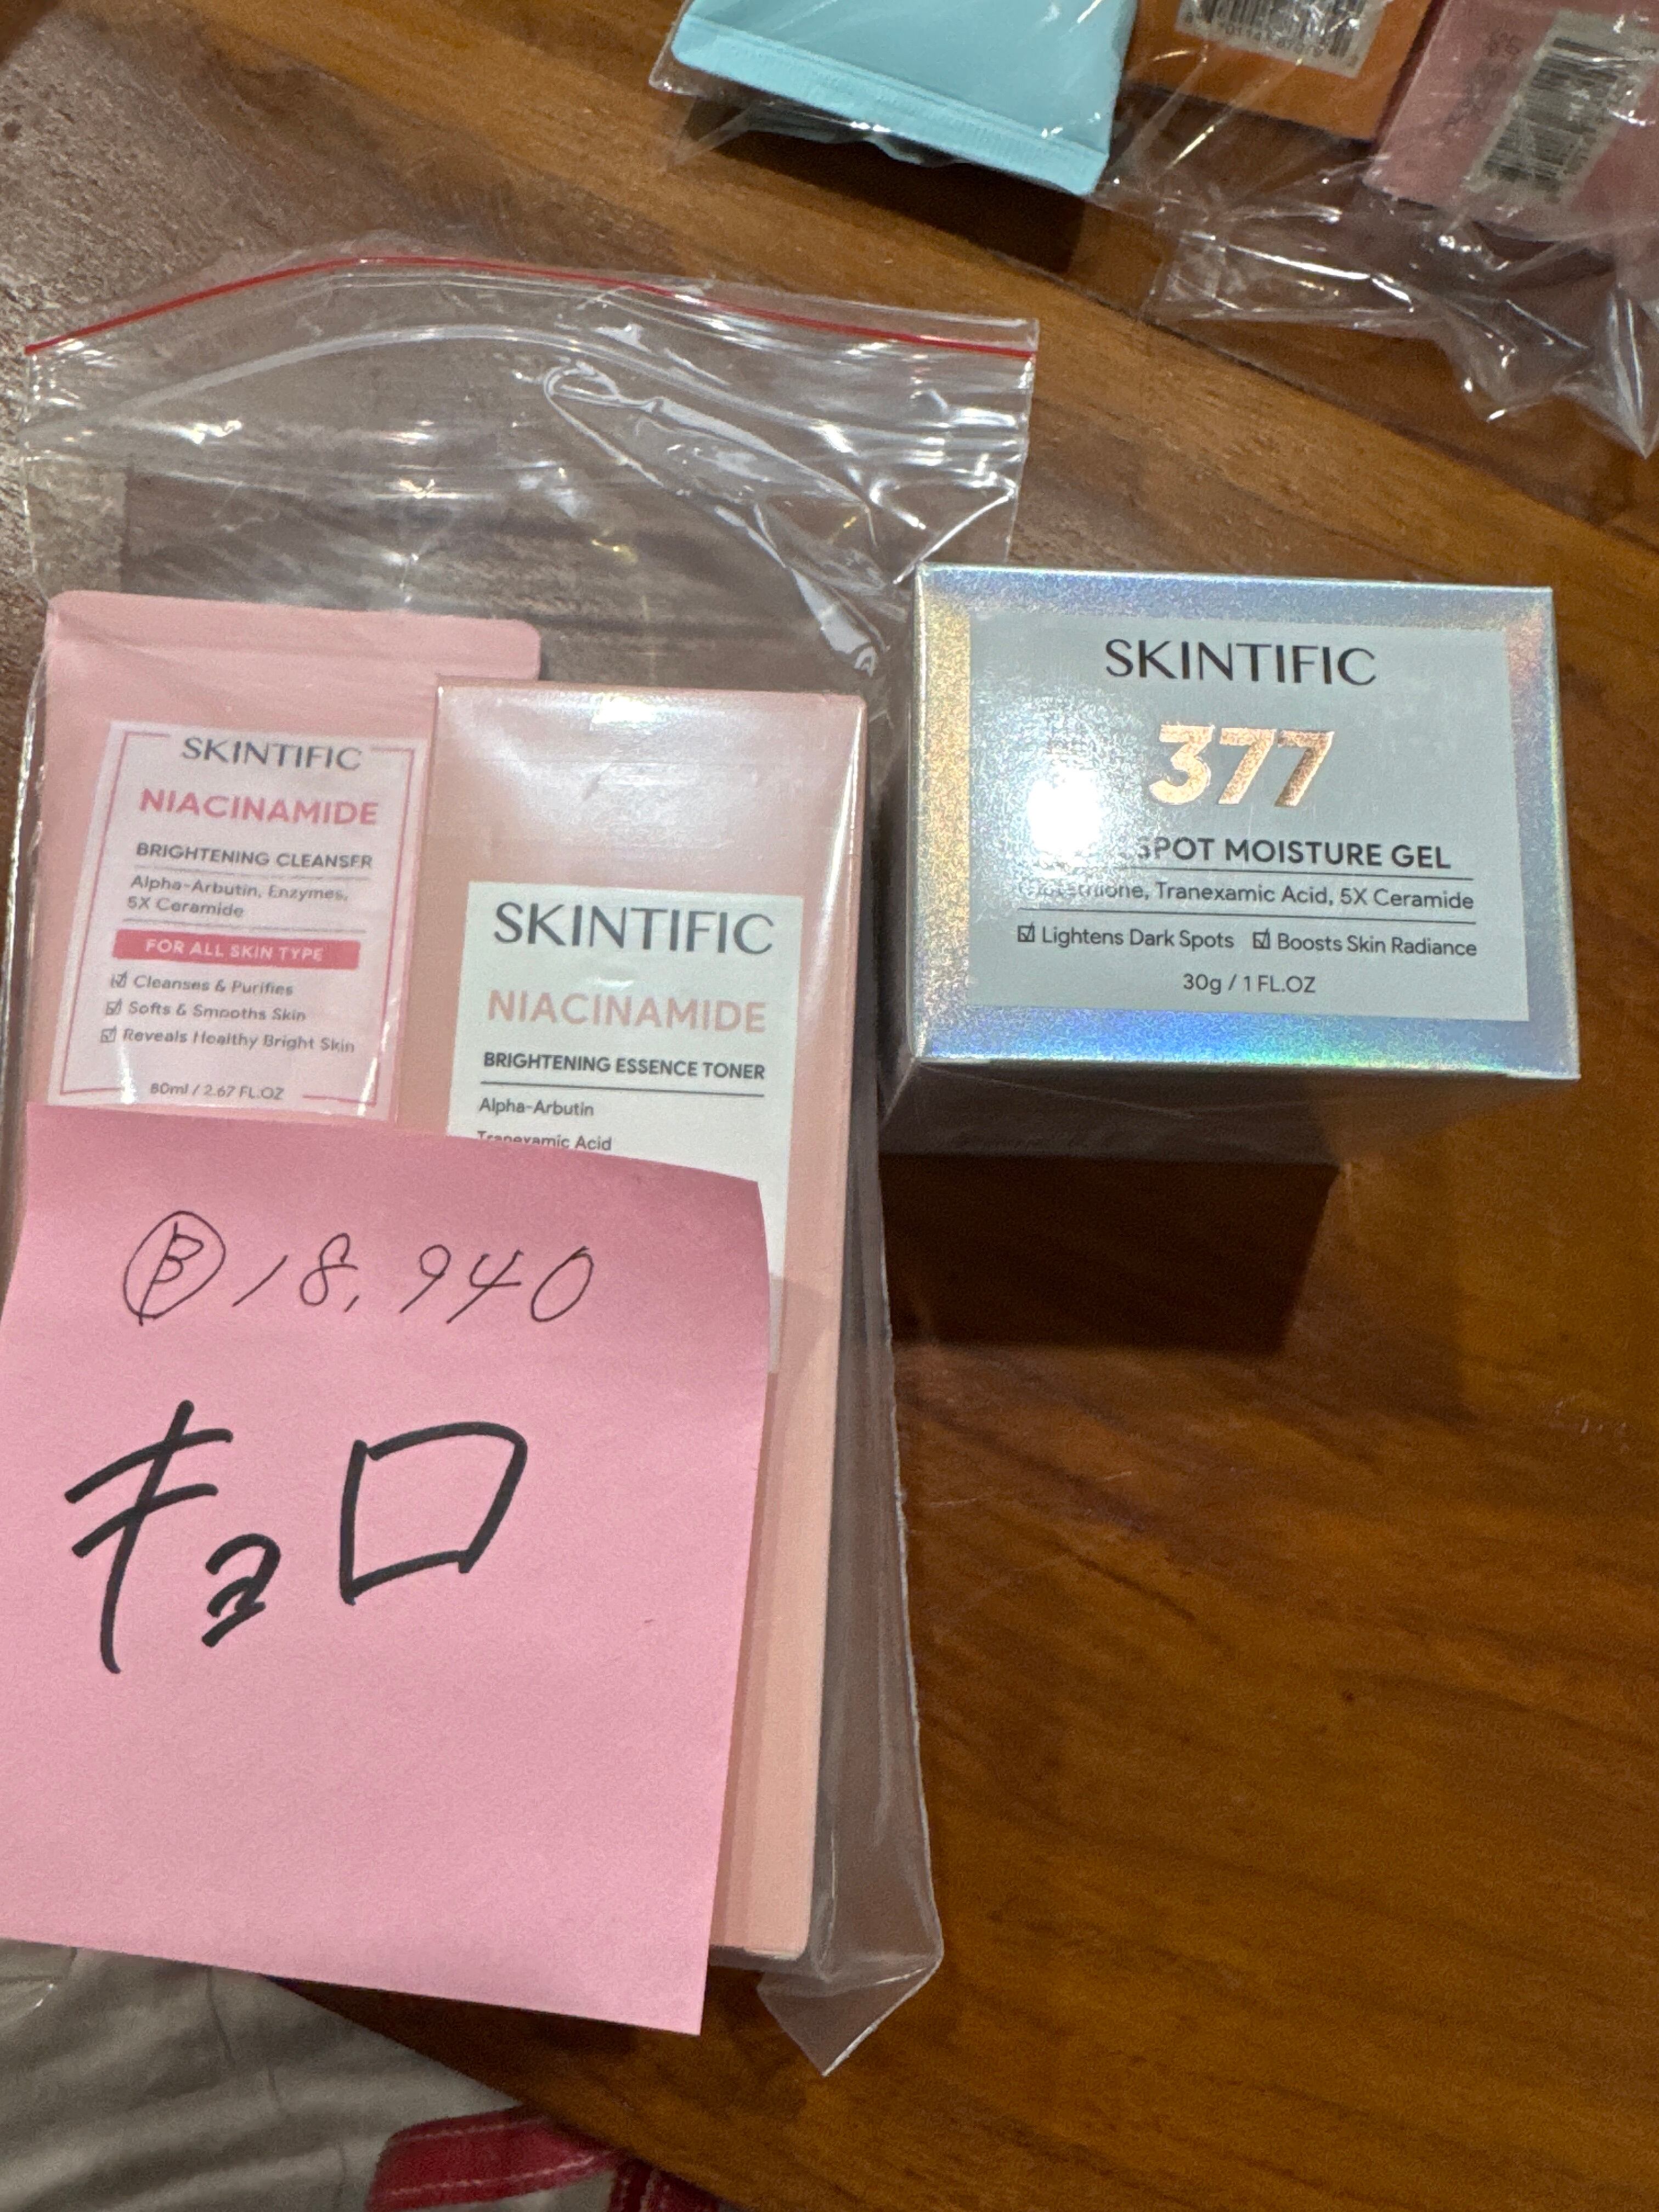 SKINTIFIC
NIACINAMIDE
BRIGHTENING CLEANSER
Alpha-Arbutin, Enzymes,
5X Ceramide
FOR ALL SKIN TYPE
Cleanses & Purifies
Softs & Smooths Skin
Reveals Healthy Bright Skin
80ml / 2.67 FL.OZ
SKINTIFIC
NIACINAMIDE
BRIGHTENING ESSENCE TONER
Alpha-Arbutin
Tranexamic Acid
SKINTIFIC
377
SPOT MOISTURE GEL
Tranexamic Acid, 5X Ceramide
Lightens Dark Spots Boosts Skin Radiance
30g / 1 FL.OZ
Ⓑ 18,940
キョロ